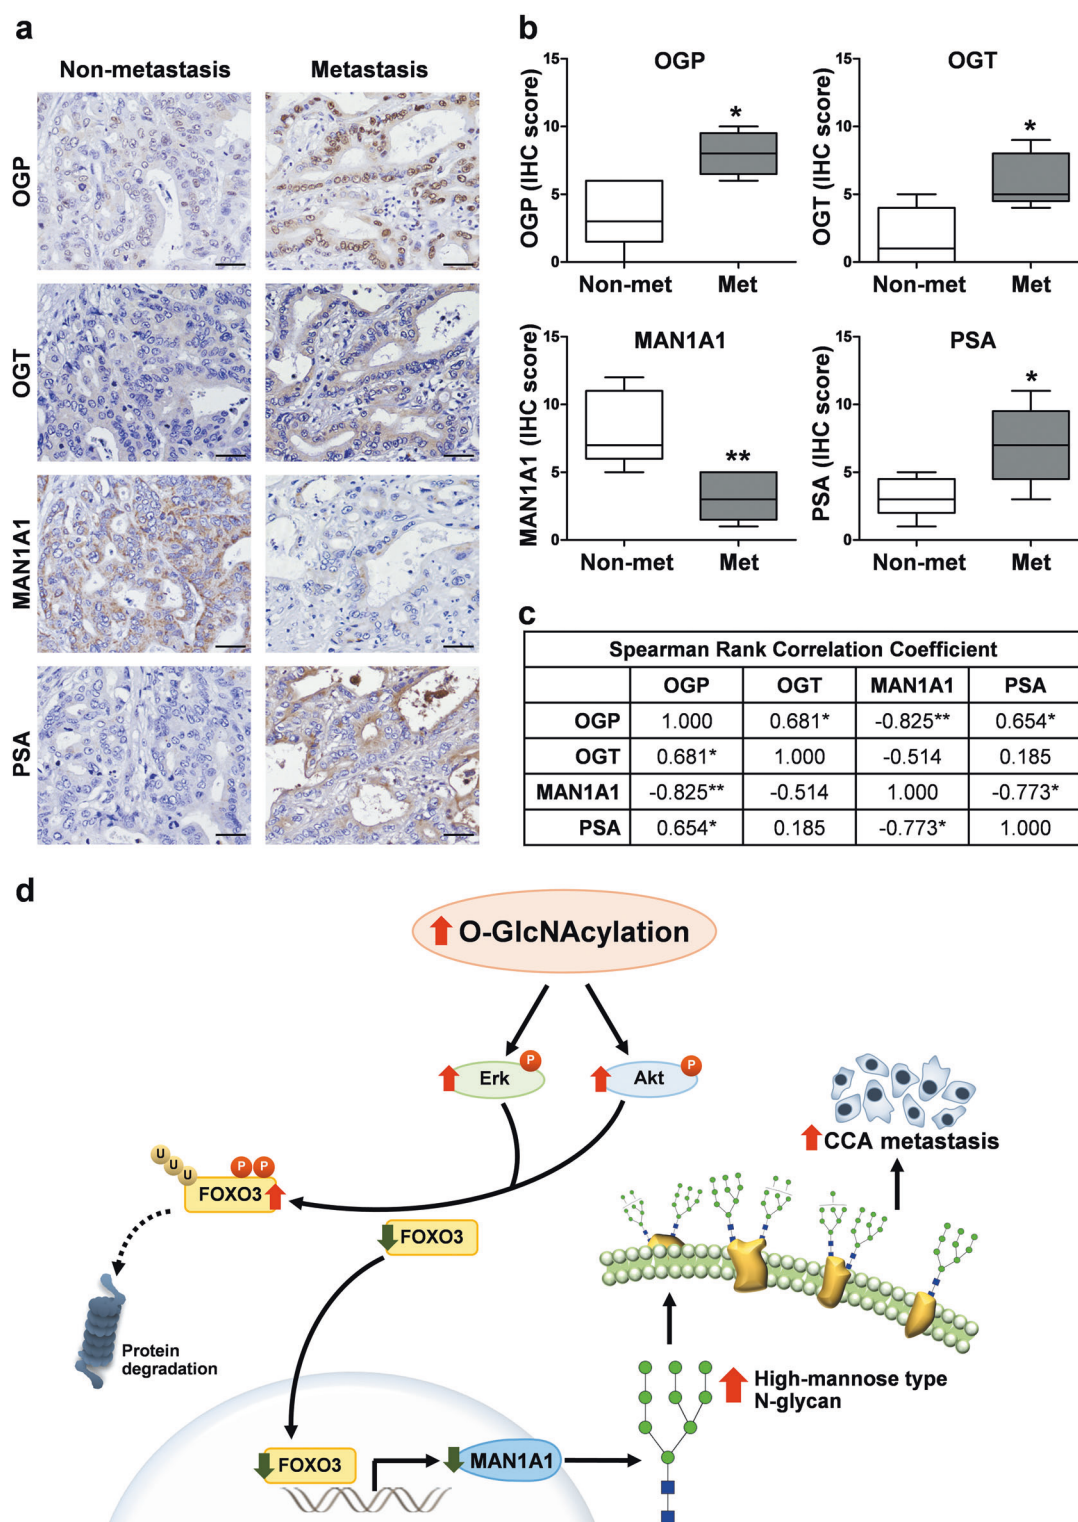 a
Non-metastasis Metastasis
OGP
OGT
MAN1A1
PSA
b
OGP
OGP (IHC score)
15
10
5
0
*
Non-met Met
OGT
OGT (IHC score)
15
10
5
0
*
Non-met Met
MAN1A1
MAN1A1 (IHC score)
15
10
5
0
**
Non-met Met
PSA
PSA (IHC score)
15
10
5
0
*
Non-met Met
c
Spearman Rank Correlation Coefficient
OGP OGT MAN1A1 PSA
OGP 1.000 0.681* -0.825** 0.654*
OGT 0.681* 1.000 -0.514 0.185
MAN1A1 -0.825** -0.514 1.000 -0.773*
PSA 0.654* 0.185 -0.773* 1.000
d
O-GlcNAcylation
Erk P
Akt P
CCA metastasis
U U U P P
FOXO3
FOXO3
Protein
degradation
High-mannose type
N-glycan
FOXO3
MAN1A1